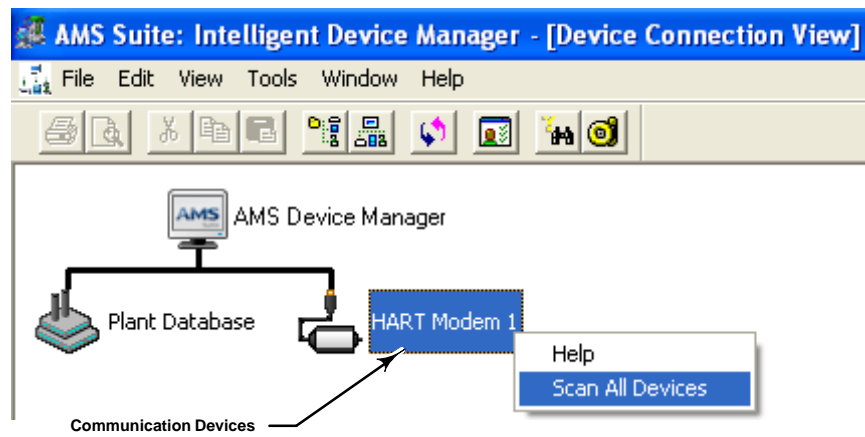 AMS Suite: Intelligent Device Manager - [Device Connection View]
File Edit View Tools Window Help
AMS
AMS Device Manager
Plant Database
HART Modem 1
Help
Scan All Devices
Communication Devices